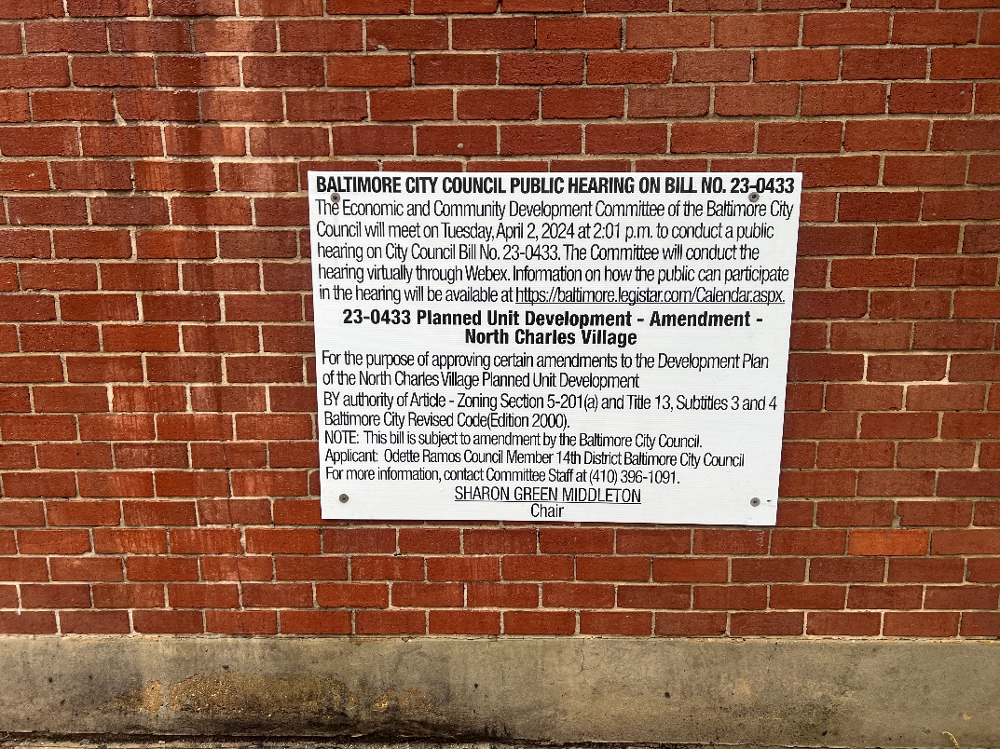 BALTIMORE CITY COUNCIL PUBLIC HEARING ON BILL NO. 23-0433
The Economic and Community Development Committee of the Baltimore City
Council will meet on Tuesday, April 2, 2024 at 2:01 p.m. to conduct a public
hearing on City Council Bill No. 23-0433. The Committee will conduct the
hearing virtually through Webex. Information on how the public can participate
in the hearing will be available at https://baltimore.legistar.com/Calendar.aspx.
23-0433 Planned Unit Development - Amendment -
North Charles Village
For the purpose of approving certain amendments to the Development Plan
of the North Charles Village Planned Unit Development
BY authority of Article - Zoning Section 5-201(a) and Title 13, Subtitles 3 and 4
Baltimore City Revised Code(Edition 2000).
NOTE: This bill is subject to amendment by the Baltimore City Council.
Applicant: Odette Ramos Council Member 14th District Baltimore City Council
For more information, contact Committee Staff at (410) 396-1091.
SHARON GREEN MIDDLETON
Chair